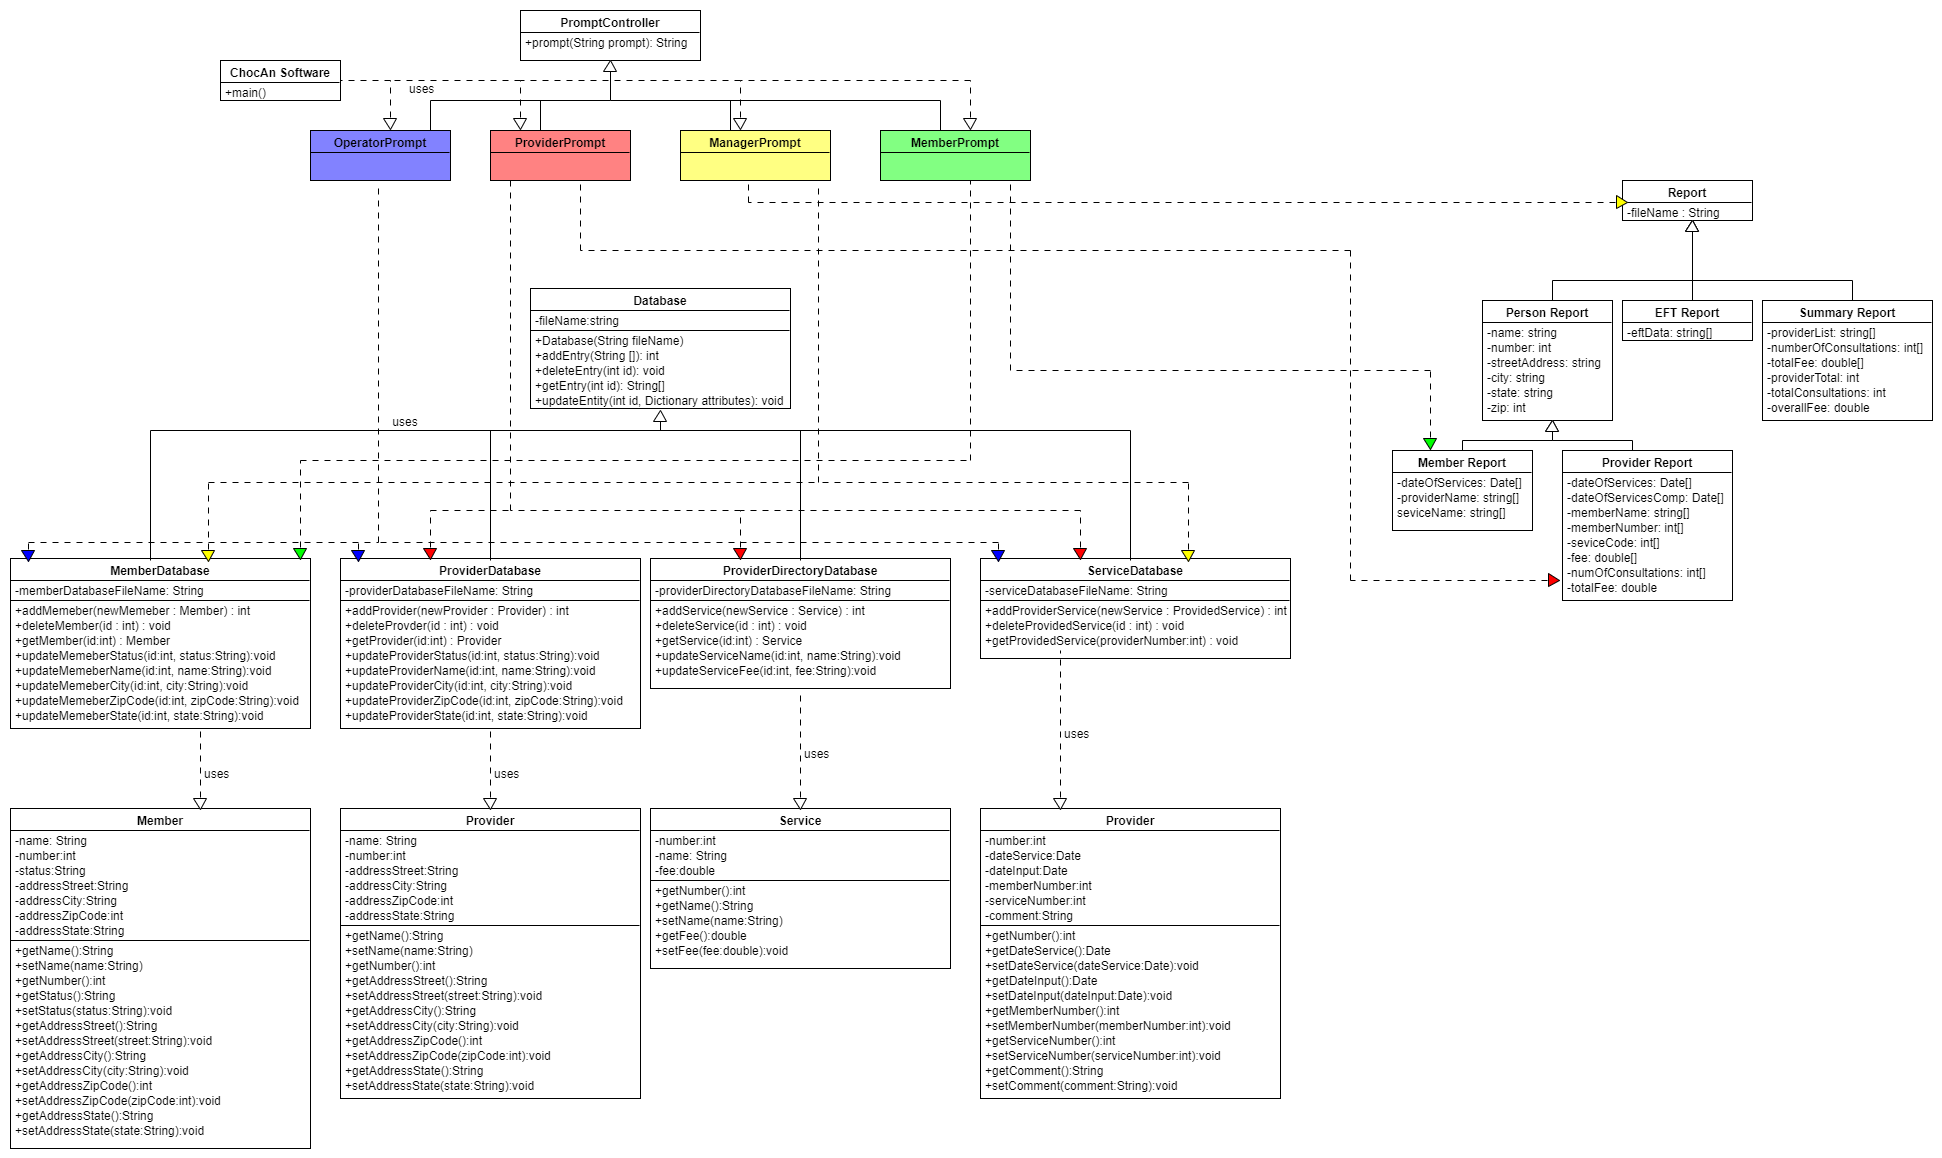 PromptController
+prompt(String prompt): String
ChocAn Software
+main()
uses
OperatorPrompt
ProviderPrompt
ManagerPrompt
MemberPrompt
Report
-fileName : String
Database
-fileName:string
+Database(String fileName)
+addEntry(String []): int
+deleteEntry(int id): void
+getEntry(int id): String[]
+updateEntity(int id, Dictionary attributes): void
Person Report
-name: string
-number: int
-streetAddress: string
-city: string
-state: string
-zip: int
EFT Report
-eftData: string[]
Summary Report
-providerList: string[]
-numberOfConsultations: int[]
-totalFee: double[]
-providerTotal: int
-totalConsultations: int
-overallFee: double
uses
Member Report
-dateOfServices: Date[]
-providerName: string[]
seviceName: string[]
Provider Report
-dateOfServices: Date[]
-dateOfServicesComp: Date[]
-memberName: string[]
-memberNumber: int[]
-seviceCode: int[]
-fee: double[]
-numOfConsultations: int[]
-totalFee: double
MemberDatabase
-memberDatabaseFileName: String
+addMemeber(newMemeber : Member) : int
+deleteMember(id : int) : void
+getMember(id:int) : Member
+updateMemeberStatus(id:int, status:String):void
+updateMemeberName(id:int, name:String):void
+updateMemeberCity(id:int, city:String):void
+updateMemeberZipCode(id:int, zipCode:String):void
+updateMemeberState(id:int, state:String):void
ProviderDatabase
-providerDatabaseFileName: String
+addProvider(newProvider : Provider) : int
+deleteProvder(id : int) : void
+getProvider(id:int) : Provider
+updateProviderStatus(id:int, status:String):void
+updateProviderName(id:int, name:String):void
+updateProviderCity(id:int, city:String):void
+updateProviderZipCode(id:int, zipCode:String):void
+updateProviderState(id:int, state:String):void
ProviderDirectoryDatabase
-providerDirectoryDatabaseFileName: String
+addService(newService : Service) : int
+deleteService(id : int) : void
+getService(id:int) : Service
+updateServiceName(id:int, name:String):void
+updateServiceFee(id:int, fee:String):void
ServiceDatabase
-serviceDatabaseFileName: String
+addProviderService(newService : ProvidedService) : int
+deleteProvidedService(id : int) : void
+getProvidedService(providerNumber:int) : void
uses
uses
uses
uses
Member
-name: String
-number:int
-status:String
-addressStreet:String
-addressCity:String
-addressZipCode:int
-addressState:String
+getName():String
+setName(name:String)
+getNumber():int
+getStatus():String
+setStatus(status:String):void
+getAddressStreet():String
+setAddressStreet(street:String):void
+getAddressCity():String
+setAddressCity(city:String):void
+getAddressZipCode():int
+setAddressZipCode(zipCode:int):void
+getAddressState():String
+setAddressState(state:String):void
Provider
-name: String
-number:int
-addressStreet:String
-addressCity:String
-addressZipCode:int
-addressState:String
+getName():String
+setName(name:String)
+getNumber():int
+getAddressStreet():String
+setAddressStreet(street:String):void
+getAddressCity():String
+setAddressCity(city:String):void
+getAddressZipCode():int
+setAddressZipCode(zipCode:int):void
+getAddressState():String
+setAddressState(state:String):void
Service
-number:int
-name: String
-fee:double
+getNumber():int
+getName():String
+setName(name:String)
+getFee():double
+setFee(fee:double):void
Provider
-number:int
-dateService:Date
-dateInput:Date
-memberNumber:int
-serviceNumber:int
-comment:String
+getNumber():int
+getDateService():Date
+setDateService(dateService:Date):void
+getDateInput():Date
+setDateInput(dateInput:Date):void
+getMemberNumber():int
+setMemberNumber(memberNumber:int):void
+getServiceNumber():int
+setServiceNumber(serviceNumber:int):void
+getComment():String
+setComment(comment:String):void